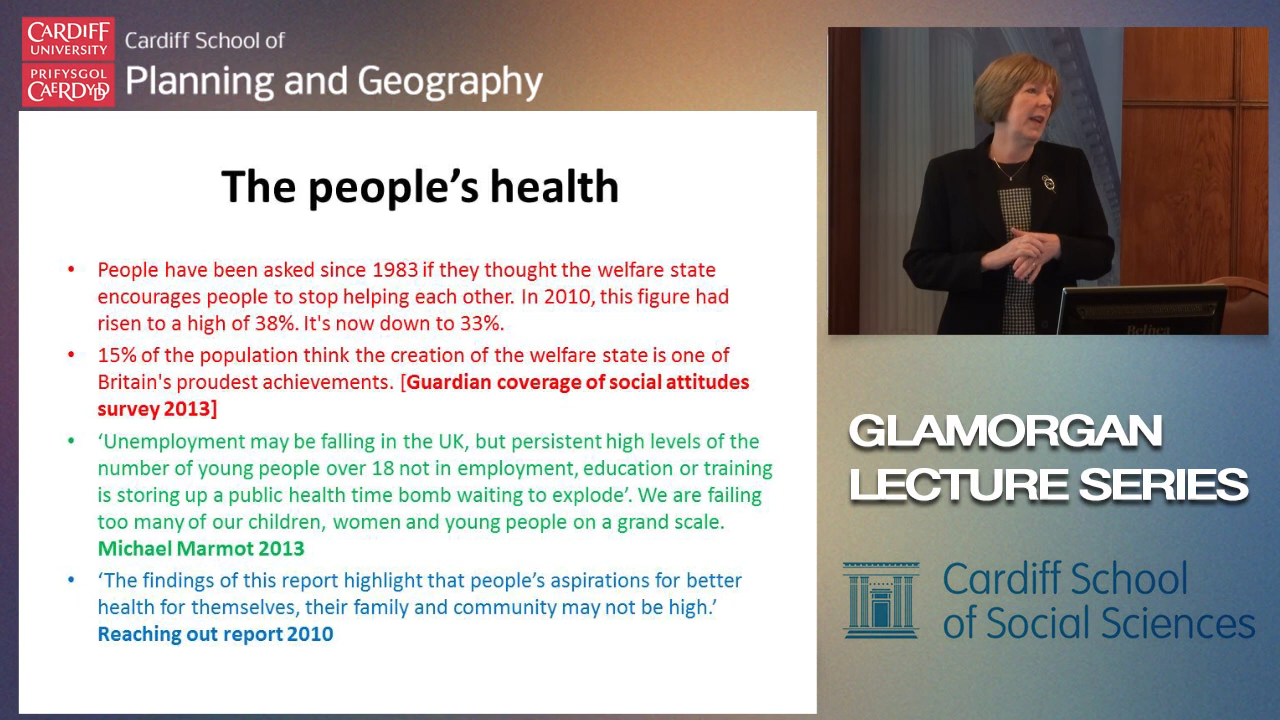 CARDIFF
UNIVERSITY
PRIFYSGOL
CAERDYDD
Cardiff School of
Planning and Geography
The people’s health
• People have been asked since 1983 if they thought the welfare state
encourages people to stop helping each other. In 2010, this figure had
risen to a high of 38%. It's now down to 33%.
• 15% of the population think the creation of the welfare state is one of
Britain's proudest achievements. [Guardian coverage of social attitudes
survey 2013]
• ‘Unemployment may be falling in the UK, but persistent high levels of the
number of young people over 18 not in employment, education or training
is storing up a public health time bomb waiting to explode’. We are failing
too many of our children, women and young people on a grand scale.
Michael Marmot 2013
• ‘The findings of this report highlight that people’s aspirations for better
health for themselves, their family and community may not be high.’
Reaching out report 2010
GLAMORGAN
LECTURE SERIES
Cardiff School
of Social Sciences